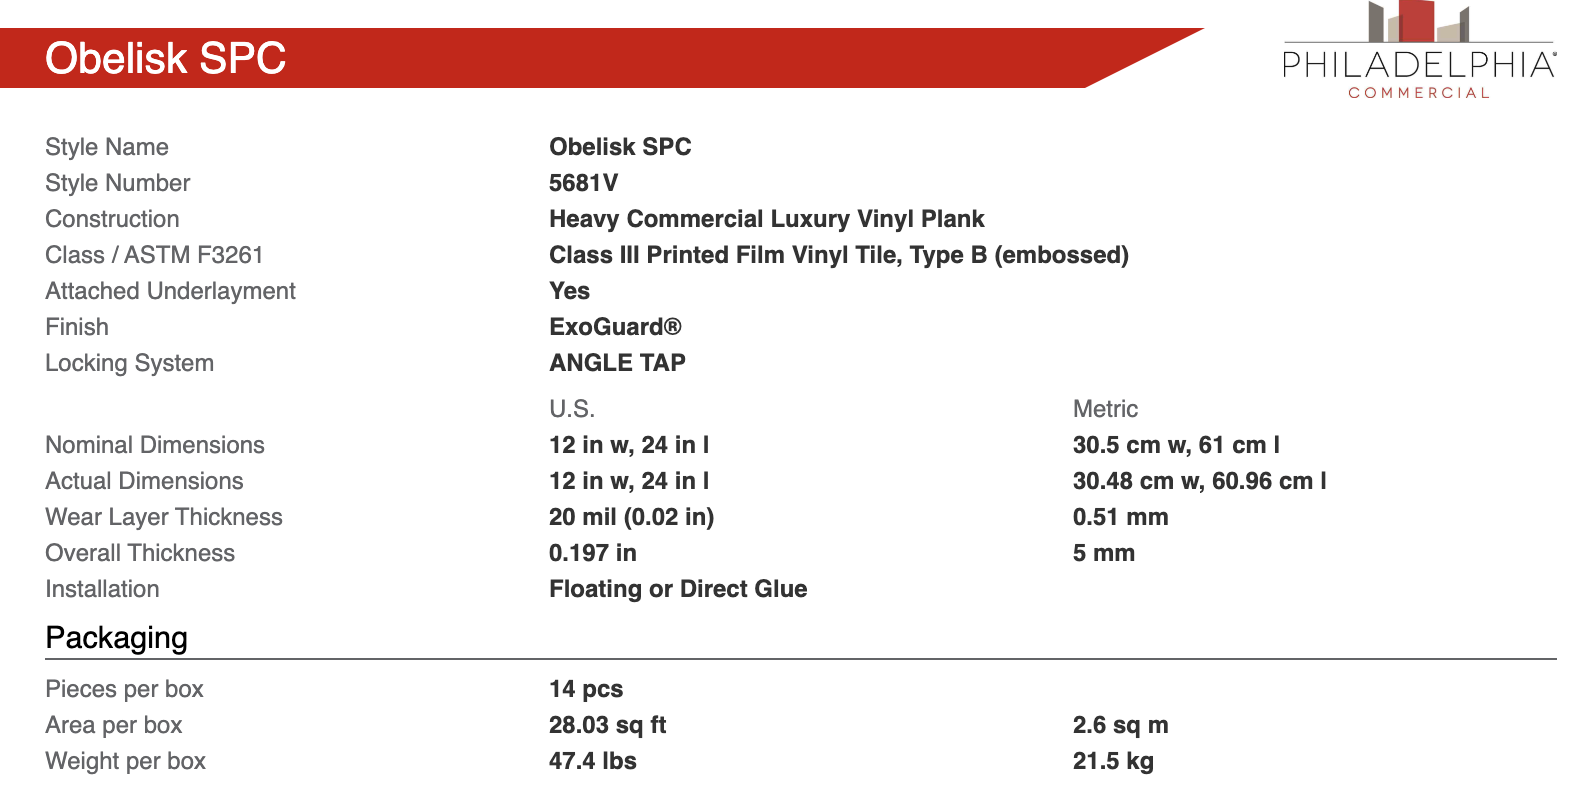 Obelisk SPC
PHILADELPHIA®
COMMERCIAL
Style Name Obelisk SPC
Style Number 5681V
Construction Heavy Commercial Luxury Vinyl Plank
Class / ASTM F3261 Class III Printed Film Vinyl Tile, Type B (embossed)
Attached Underlayment Yes
Finish ExoGuard®
Locking System ANGLE TAP
U.S. Metric
Nominal Dimensions 12 in w, 24 in l 30.5 cm w, 61 cm l
Actual Dimensions 12 in w, 24 in l 30.48 cm w, 60.96 cm l
Wear Layer Thickness 20 mil (0.02 in) 0.51 mm
Overall Thickness 0.197 in 5 mm
Installation Floating or Direct Glue
Packaging
Pieces per box 14 pcs
Area per box 28.03 sq ft 2.6 sq m
Weight per box 47.4 lbs 21.5 kg